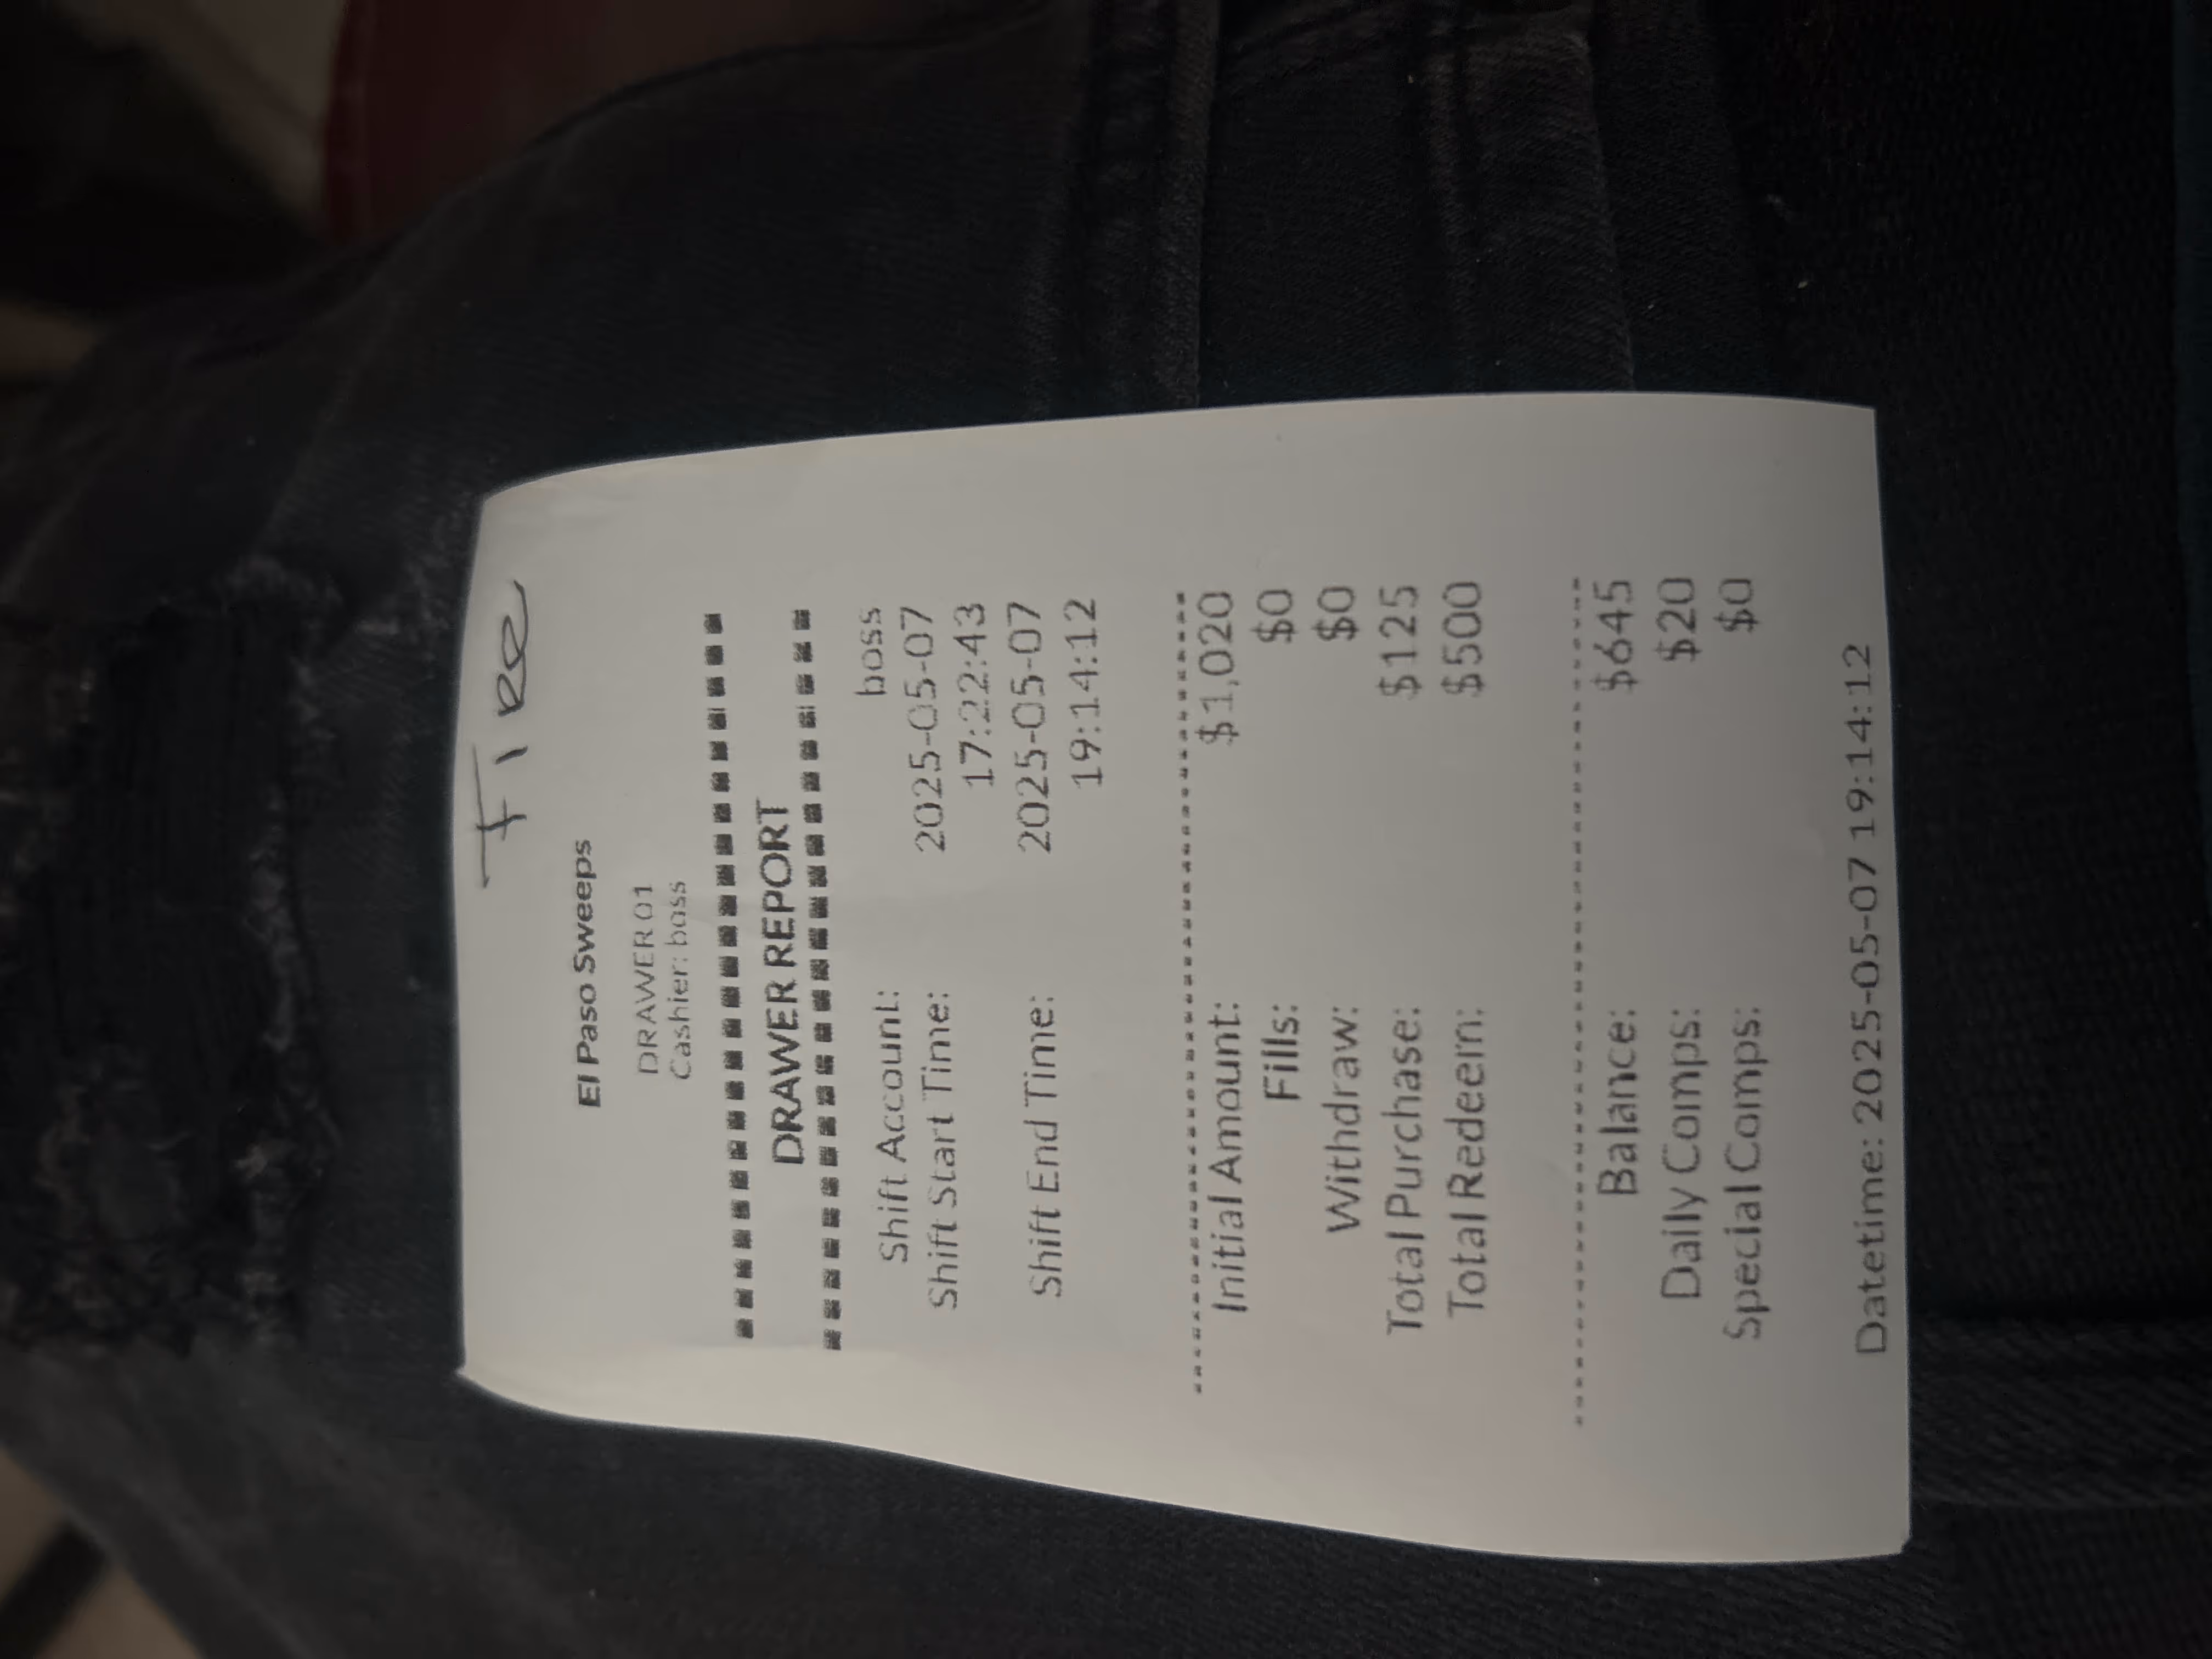 Fire
El Paso Sweeps
DRAWER 01
Cashier: boss
DRAWER REPORT
Shift Account: boss
Shift Start Time: 2025-05-07
17:22:43
Shift End Time: 2025-05-07
19:14:12
Initial Amount: $1,020
Fills: $0
Withdraw: $0
Total Purchase: $125
Total Redeem: $500
Balance: $645
Daily Comps: $20
Special Comps: $0
Datetime: 2025-05-07 19:14:12